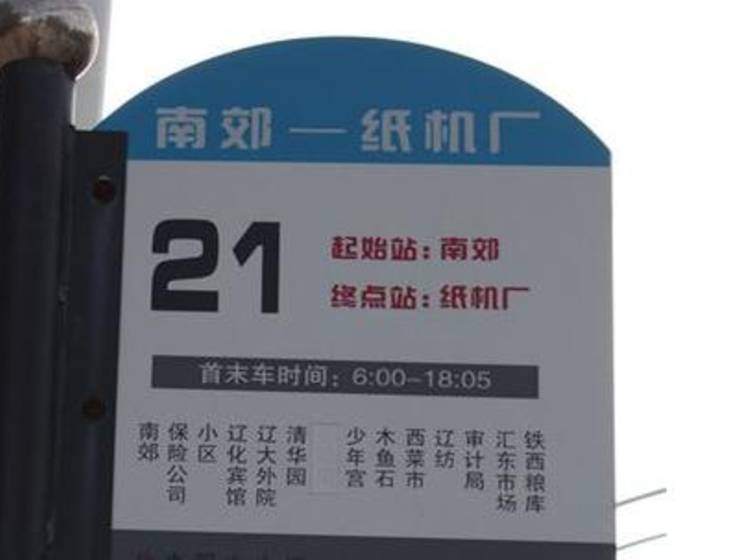 南郊—纸机厂
21
起始站：南郊
终点站：纸机厂
首末车时间：6:00-18:05
南郊
保险公司
小区
辽化宾馆
辽大外院
清华园
少年宫
木鱼石
西菜市
辽纺
审计局
汇东市场
铁西粮库